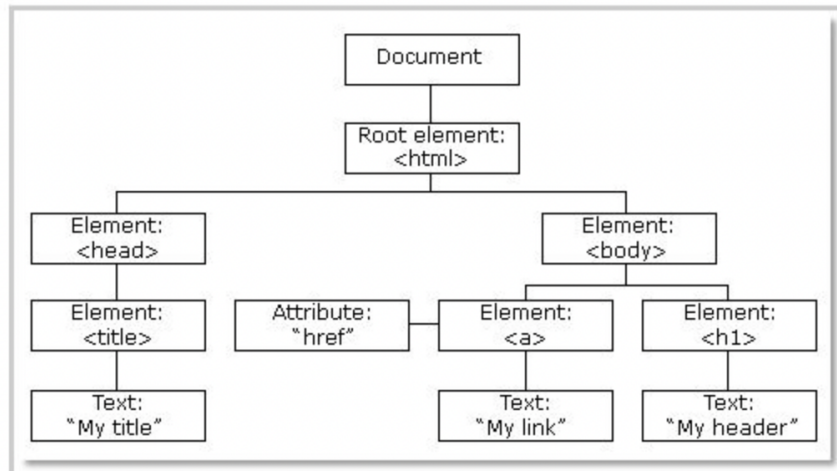 Document
Root element:
<html>
Element:
<head>
Element:
<body>
Element:
<title>
Attribute:
“href”
Element:
<a>
Element:
<h1>
Text:
“My title”
Text:
“My link”
Text:
“My header”